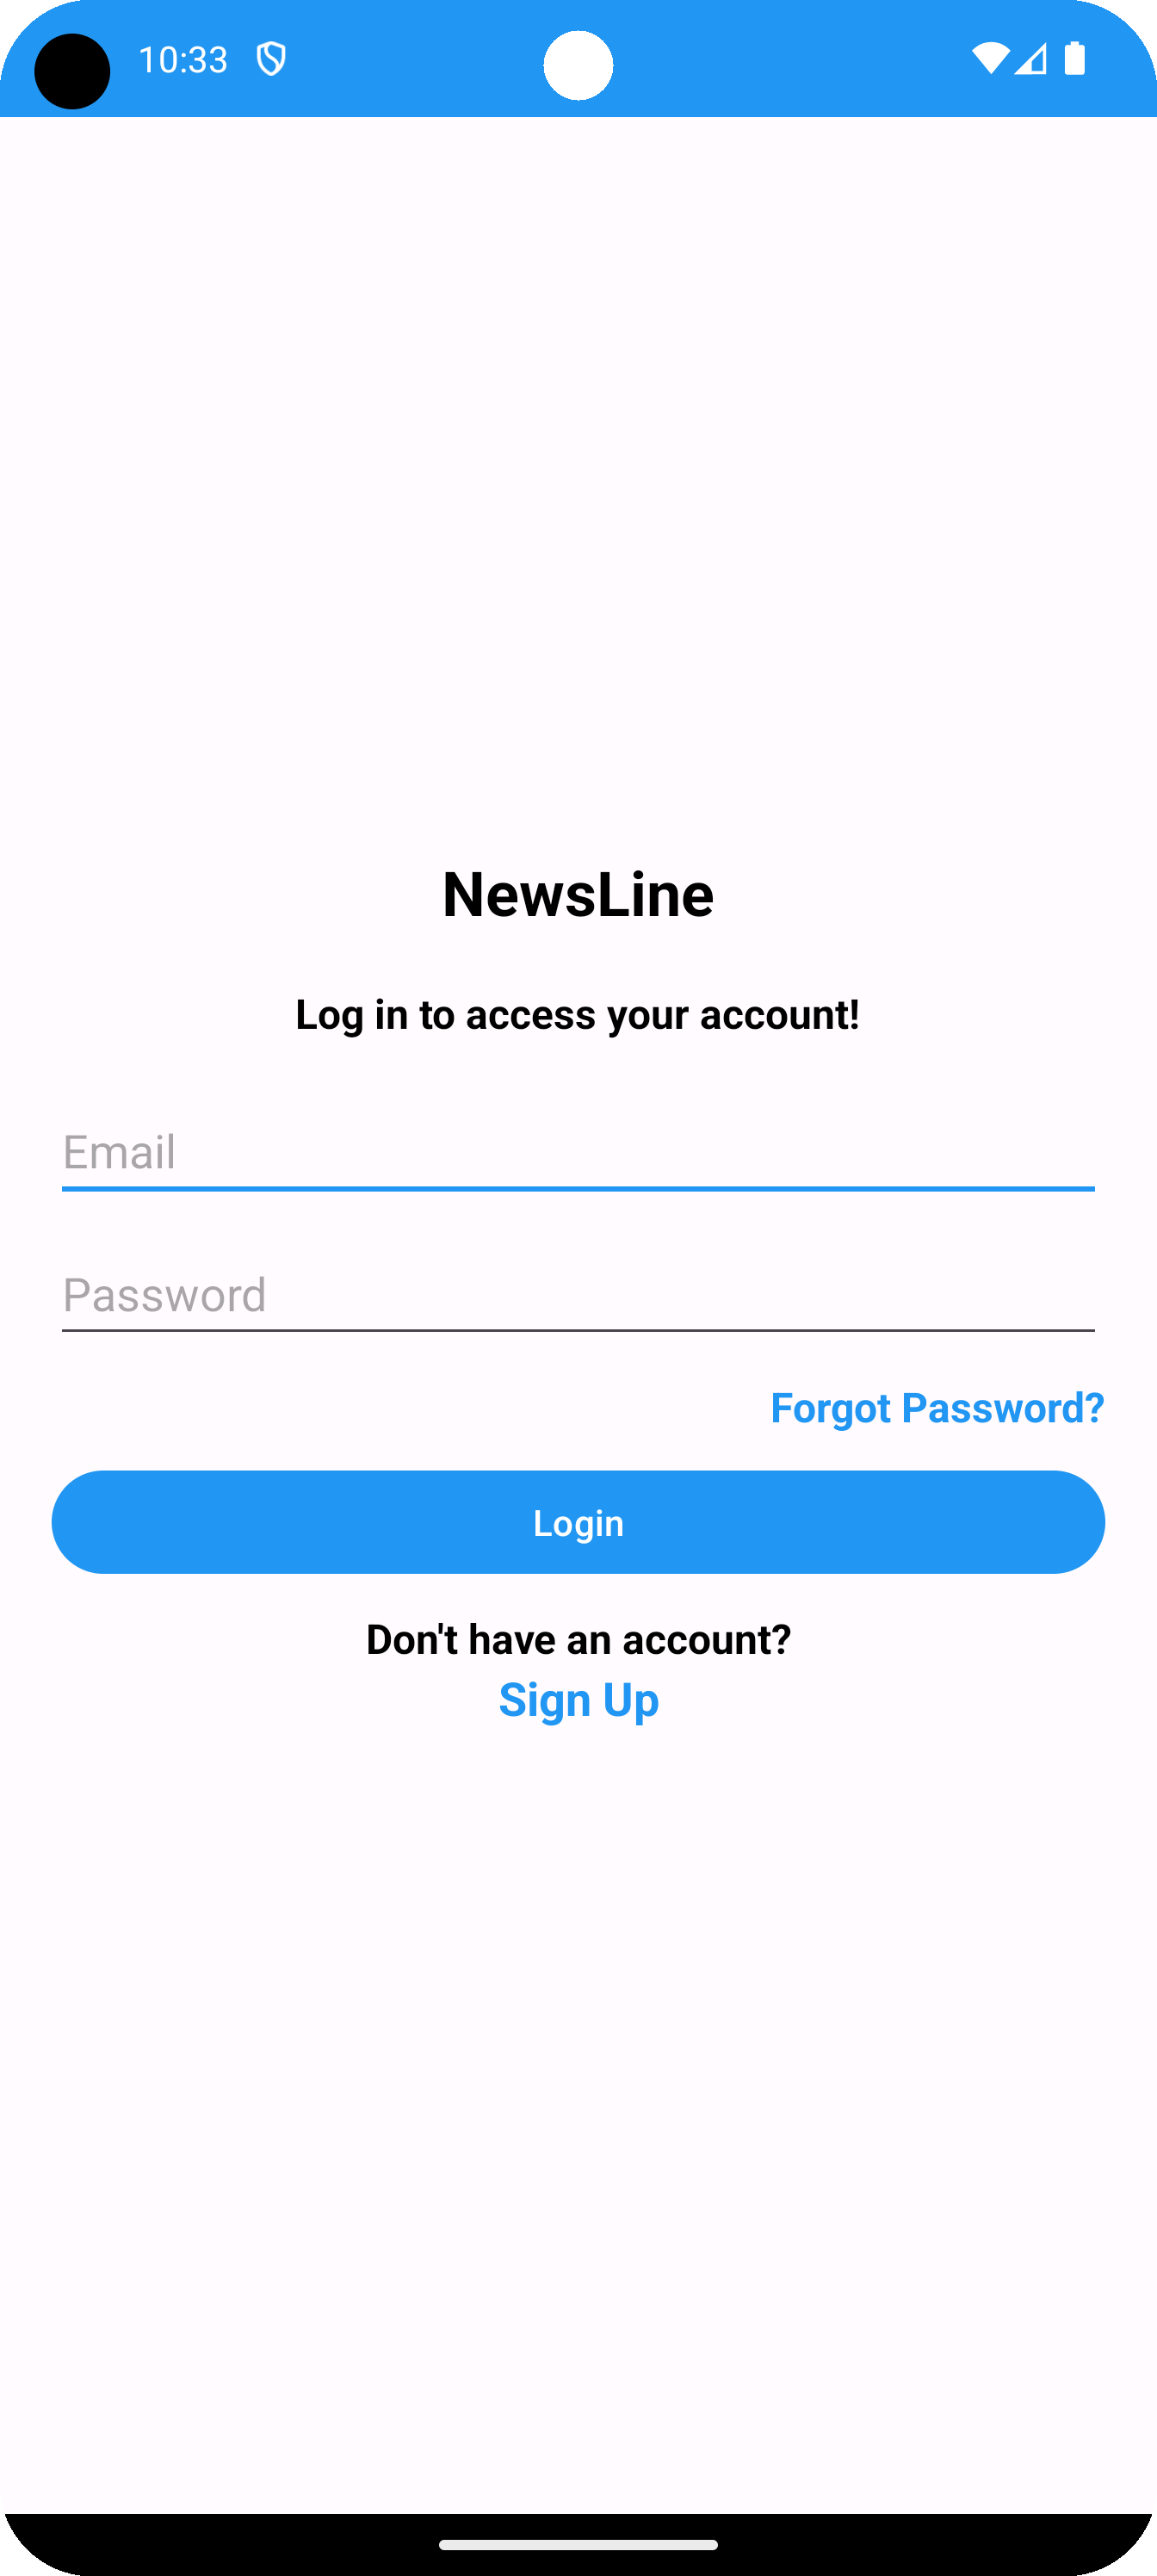 10:33
NewsLine
Log in to access your account!
Email
Password
Forgot Password?
Login
Don't have an account?
Sign Up